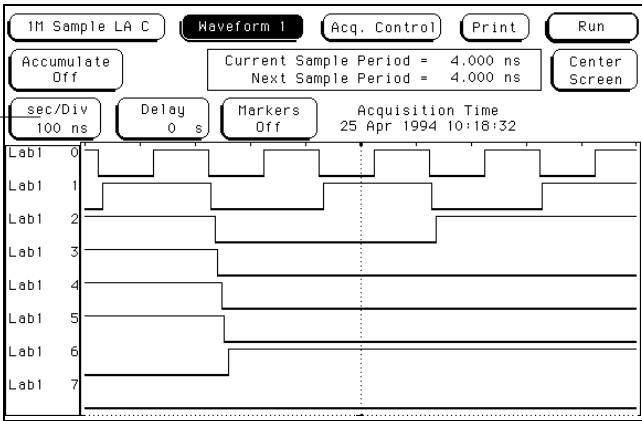 1M Sample LA C Waveform 1 Acq. Control Print Run
Accumulate Off
Current Sample Period = 4.000 ns
Next Sample Period = 4.000 ns
Center Screen
sec/Div 100 ns
Delay 0 s
Markers Off
Acquisition Time
25 Apr 1994 10:18:32
Lab1 0
Lab1 1
Lab1 2
Lab1 3
Lab1 4
Lab1 5
Lab1 6
Lab1 7